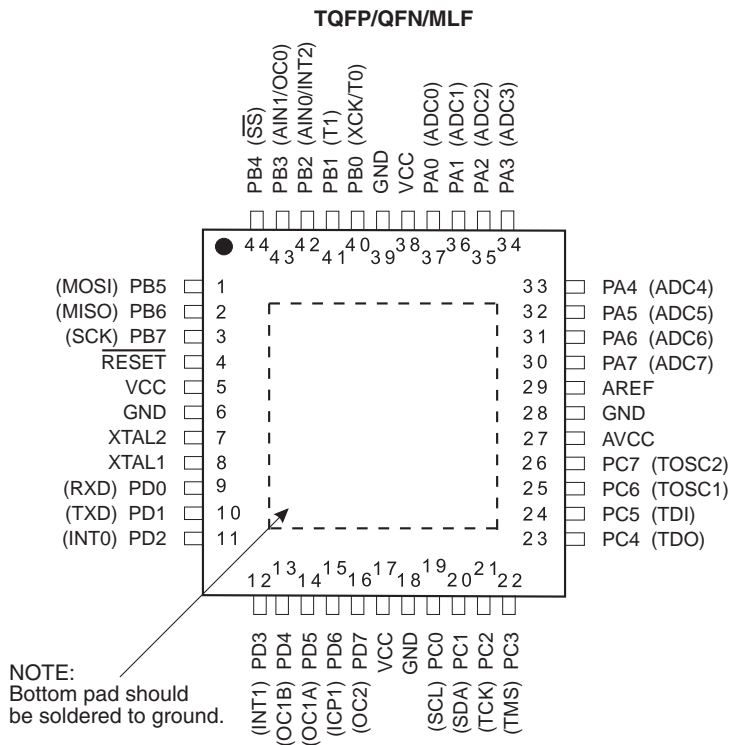 TQFP/QFN/MLF
PB4 (SS)
PB3 (AIN1/OC0)
PB2 (AIN0/INT2)
PB1 (T1)
PB0 (XCK/T0)
GND
VCC
PA0 (ADC0)
PA1 (ADC1)
PA2 (ADC2)
PA3 (ADC3)
44 43 42 41 40 39 38 37 36 35 34
(MOSI) PB5 1
(MISO) PB6 2
(SCK) PB7 3
RESET 4
VCC 5
GND 6
XTAL2 7
XTAL1 8
(RXD) PD0 9
(TXD) PD1 10
(INT0) PD2 11
33 PA4 (ADC4)
32 PA5 (ADC5)
31 PA6 (ADC6)
30 PA7 (ADC7)
29 AREF
28 GND
27 AVCC
26 PC7 (TOSC2)
25 PC6 (TOSC1)
24 PC5 (TDI)
23 PC4 (TDO)
12 13 14 15 16 17 18 19 20 21 22
(INT1) PD3
(OC1B) PD4
(OC1A) PD5
(ICP1) PD6
(OC2) PD7
VCC
GND
(SCL) PC0
(SDA) PC1
(TCK) PC2
(TMS) PC3
NOTE:
Bottom pad should
be soldered to ground.